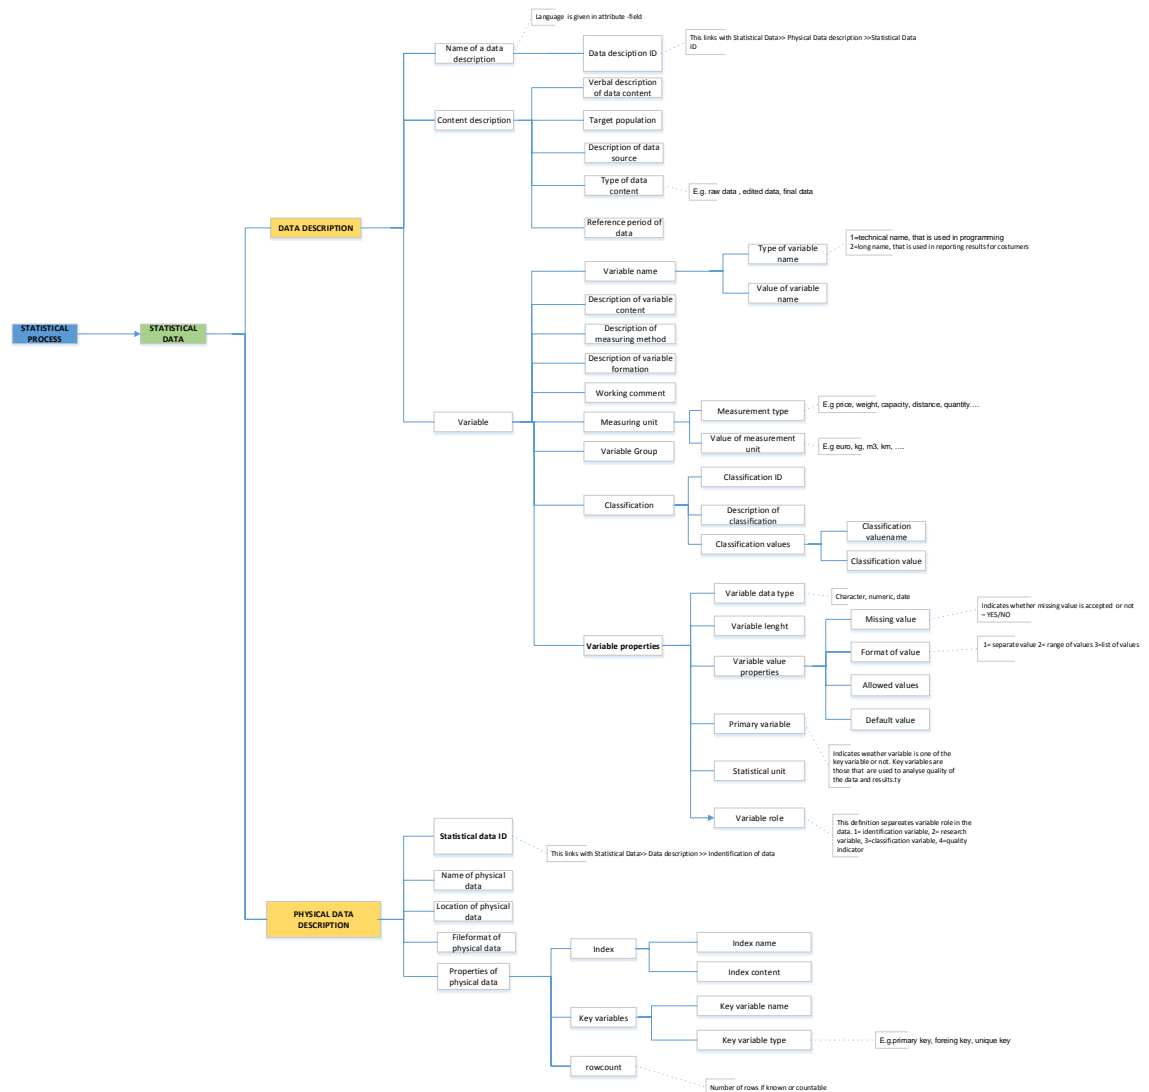 Language is given in attribute -field
Name of a data
description
Data desciption ID
This links with Statistical Data>> Physical Data description >>Statistical Data
ID
Verbal description
of data content
Content description
Target population
Description of data
source
Type of data
content
E.g. raw data , edited data, final data
Reference period of
data
DATA DESCRIPTION
Type of variable
name
1=technical name, that is used in programming
2=long name, that is used in reporting results for costumers
Variable name
Value of variable
name
Description of variable
content
STATISTICAL
PROCESS
STATISTICAL
DATA
Description of
measuring method
Description of variable
formation
Working comment
Measurement type
E.g price, weight, capacity, distance, quantity....
Variable
Measuring unit
Value of measurement
unit
E.g euro, kg, m3, km, ....
Variable Group
Classification ID
Classification
Description of
classification
Classification values
Classification
valuename
Classification value
Variable data type
Character, numeric, date
Missing value
Indicates whether missing value is accepted or not
– YES/NO
Variable lenght
Variable properties
Format of value
1= separate value 2= range of values 3=list of values
Variable value
properties
Allowed values
Default value
Primary variable
Indicates weather variable is one of the
key variable or not. Key variables are
those that are used to analyse quality of
the data and results.ty
Statistical unit
Variable role
This definition separeates variable role in the
data. 1= identification variable, 2= research
variable, 3=classification variable, 4=quality
indicator
Statistical data ID
This links with Statistical Data>> Data description >> Indentification of data
Name of physical
data
PHYSICAL DATA
DESCRIPTION
Location of physical
data
Fileformat of
physical data
Properties of
physical data
Index
Index name
Index content
Key variables
Key variable name
Key variable type
E.g.primary key, foreing key, unique key
rowcount
Number of rows if known or countable